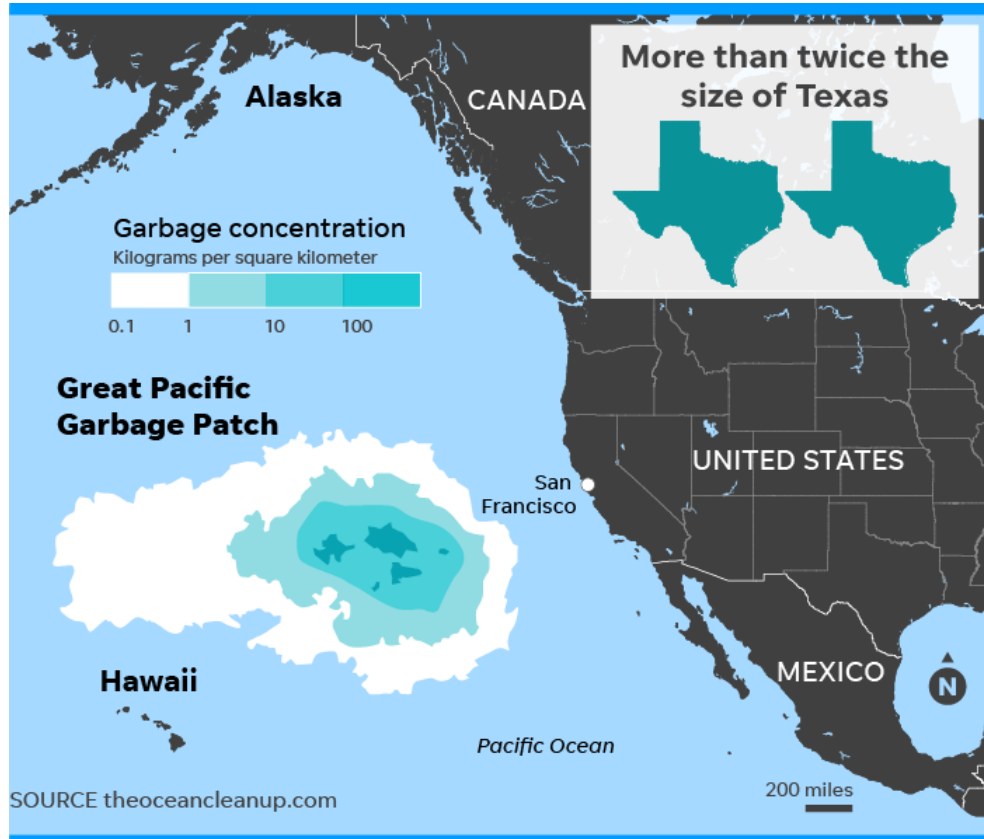 More than twice the
size of Texas
Alaska
CANADA
Garbage concentration
Kilograms per square kilometer
0.1 1 10 100
Great Pacific
Garbage Patch
San
Francisco
UNITED STATES
Hawaii
MEXICO
N
Pacific Ocean
200 miles
SOURCE theoceancleanup.com